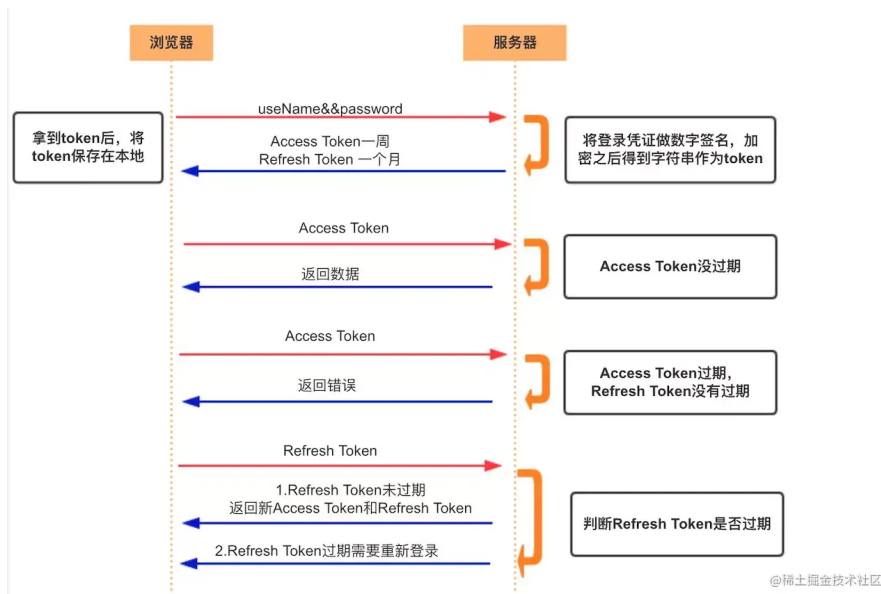 浏览器
服务器
useName&&password
拿到token后，将
token保存在本地
Access Token一周
Refresh Token 一个月
将登录凭证做数字签名，加
密之后得到字符串作为token
Access Token
返回数据
Access Token没过期
Access Token
返回错误
Access Token过期，
Refresh Token没有过期
Refresh Token
1.Refresh Token未过期
返回新Access Token和Refresh Token
2.Refresh Token过期需要重新登录
判断Refresh Token是否过期
@稀土掘金技术社区